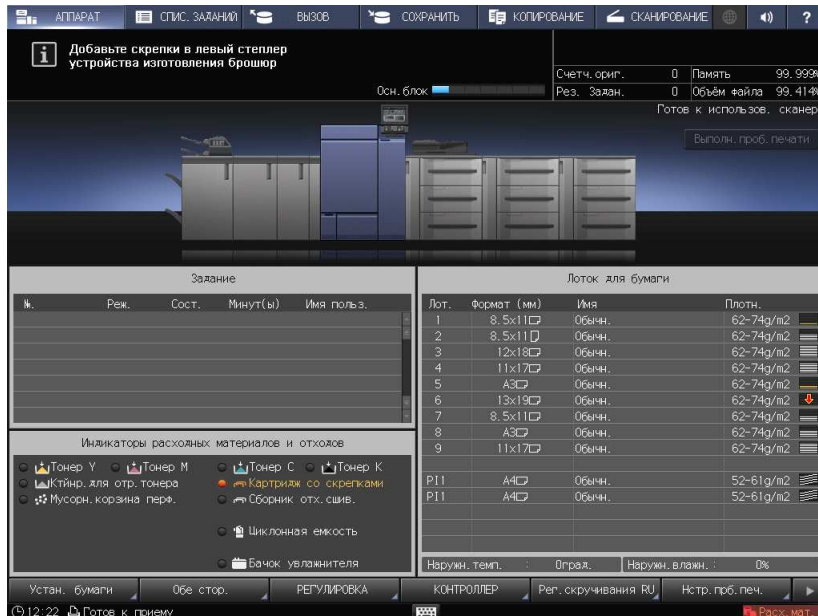 АППАРАТ СПИС. ЗАДАНИЙ ВЫЗОВ СОХРАНИТЬ КОПИРОВАНИЕ СКАНИРОВАНИЕ ?
Добавьте скрепки в левый степлер
устройства изготовления брошюр
Осн. блок
Счетч. ориг. 0 Память 99.999%
Рез. Задан. 0 Объём файла 99.414%
Готов к использов. сканер
Выполн. проб. печати
Задание
№. Реж. Сост. Минут(ы) Имя польз.
Лоток для бумаги
Лот. Формат (мм) Имя Плотн.
1 8.5x11 Обычн. 62-74g/m2
2 8.5x11 Обычн. 62-74g/m2
3 12x18 Обычн. 62-74g/m2
4 11x17 Обычн. 62-74g/m2
5 A3 Обычн. 62-74g/m2
6 13x19 Обычн. 62-74g/m2
7 8.5x11 Обычн. 62-74g/m2
8 A3 Обычн. 62-74g/m2
9 11x17 Обычн. 62-74g/m2
PI1 A4 52-61g/m2
PI1 A4 52-61g/m2
Наружн. темп. : 0град. Наружн. влажн. : 0%
Индикаторы расходных материалов и отходов
Тонер Y Тонер M Тонер C Тонер K
Ктйнр. для отр. тонера Картридж со скрепками
Мусорн. корзина перф. Сборник отх. сшив.
Циклонная емкость
Бачок увлажнителя
Устан. бумаги Обе стор. РЕГУЛИРОВКА КОНТРОЛЛЕР Рег. скручивания RU Нстр. прб. печ.
12:22 Готов к приему Расх. мат.